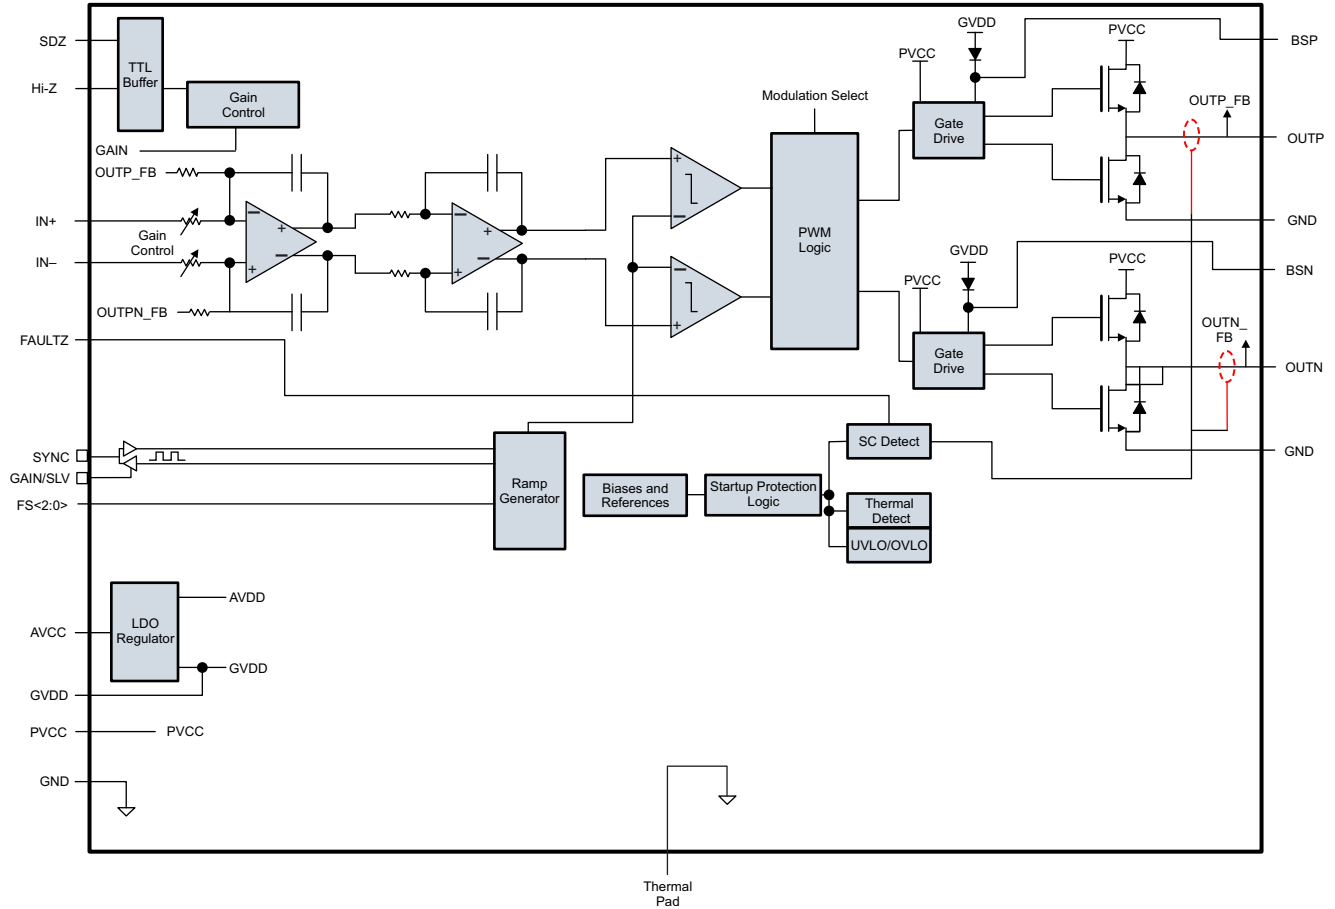 SDZ
TTL
Buffer
Hi-Z
Gain
Control
GAIN
OUTP_FB
IN+
Gain
Control
IN–
OUTPN_FB
FAULTZ
−
+
+
−
−
+
+
−
+
−
−
+
Modulation Select
PWM
Logic
GVDD
PVCC
Gate
Drive
PVCC
BSP
OUTP_FB
OUTP
GND
GVDD
PVCC
Gate
Drive
PVCC
BSN
OUTN_
FB
OUTN
GND
SYNC
GAIN/SLV
FS<2:0>
Ramp
Generator
Biases and
References
Startup Protection
Logic
SC Detect
Thermal
Detect
UVLO/OVLO
AVCC
LDO
Regulator
AVDD
GVDD
GVDD
PVCC
PVCC
GND
Thermal
Pad